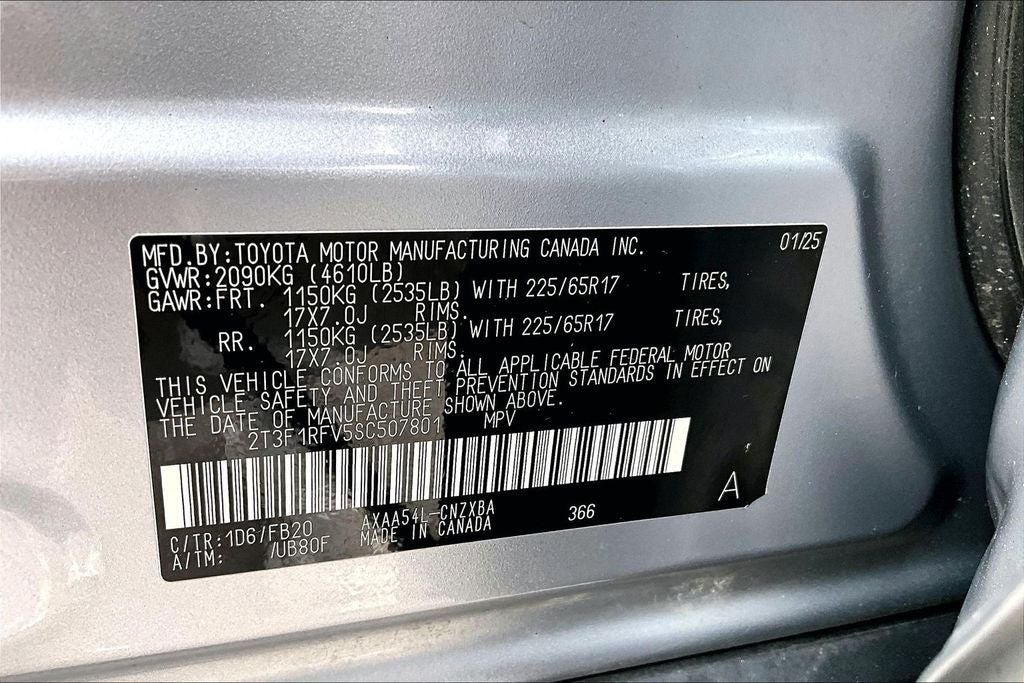 MFD.BY:TOYOTA MOTOR MANUFACTURING CANADA INC. 01/25
GVWR:2090KG (4610LB)
GAWR:FRT. 1150KG (2535LB) WITH 225/65R17 TIRES,
17X7.0J RIMS.
RR. 1150KG (2535LB) WITH 225/65R17 TIRES,
17X7.0J RIMS.
THIS VEHICLE CONFORMS TO ALL APPLICABLE FEDERAL MOTOR
VEHICLE SAFETY AND THEFT PREVENTION STANDARDS IN EFFECT ON
THE DATE OF MANUFACTURE SHOWN ABOVE.
2T3F1RFV5SC507801 MPV
A
C/TR:1D6/FB20 AXAA54L-CNZXBA 366
A/TM: /UB80F MADE IN CANADA